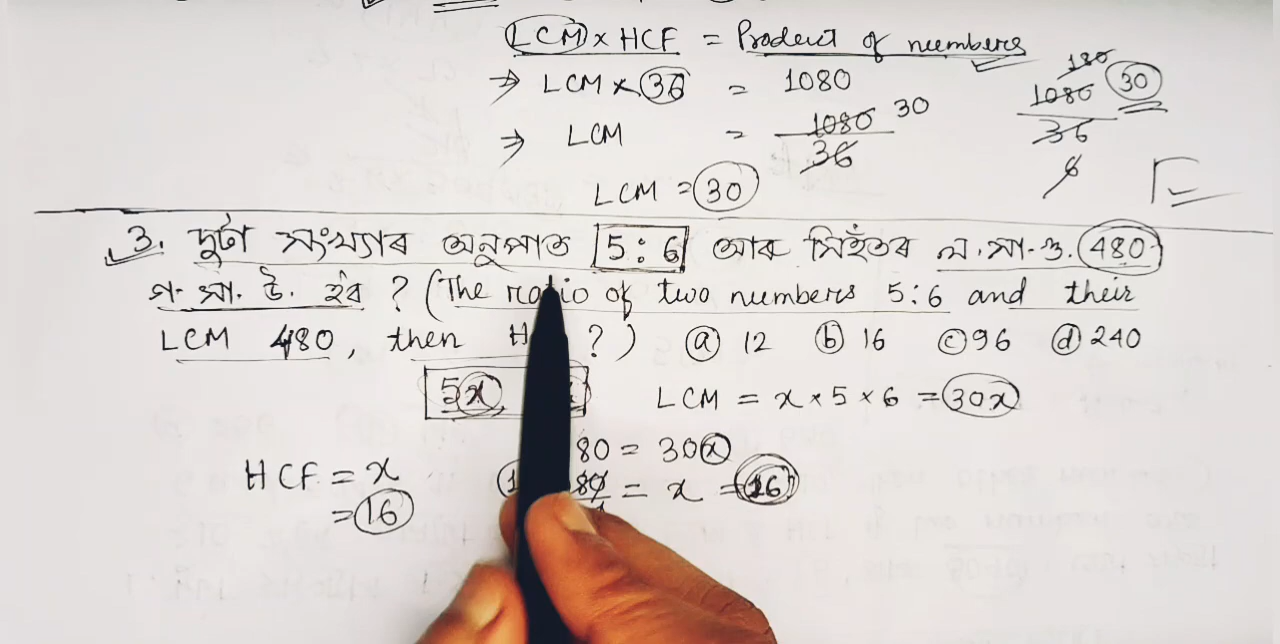 LCM × HCF = Product of numbers
⇒ LCM × 36 = 1080
⇒ LCM = 1080/36 30
LCM = 30
180
1080/36 30
6
3. দুটা সংখ্যাৰ অনুপাত 5:6 আৰু সিহঁতৰ ল.সা.গু. 480
গ.সা.উ. হ'ব ? (The ratio of two numbers 5:6 and their
LCM 480, then ?) ⓐ 12 ⓑ 16 ⓒ 96 ⓓ 240
5x, LCM = x × 5 × 6 = 30x
80 = 30x
HCF = x
= x = 16
= 16